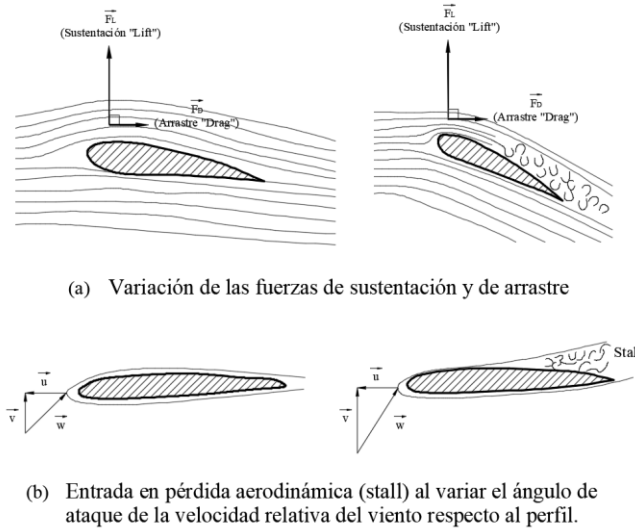 F_L
(Sustentación "Lift")
F_D
(Arrastre "Drag")
F_L
(Sustentación "Lift")
F_D
(Arrastre "Drag")
(a) Variación de las fuerzas de sustentación y de arrastre
u
v
w
u
v
w
Stal
(b) Entrada en pérdida aerodinámica (stall) al variar el ángulo de
ataque de la velocidad relativa del viento respecto al perfil.